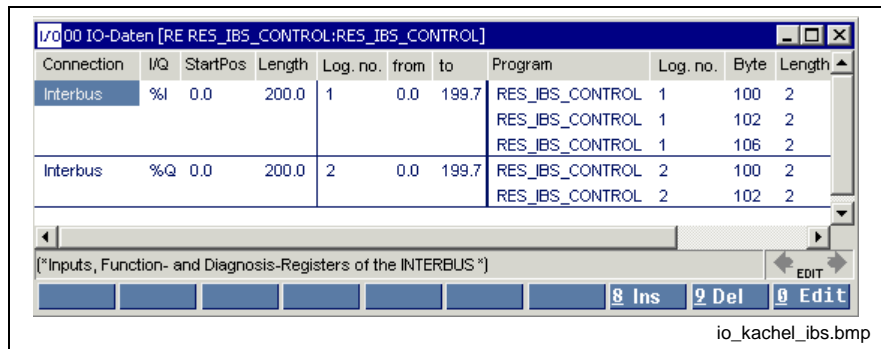 I/O 00 IO-Daten [RE RES_IBS_CONTROL:RES_IBS_CONTROL]
Connection I/Q StartPos Length Log. no. from to Program Log. no. Byte Length
Interbus %I 0.0 200.0 1 0.0 199.7 RES_IBS_CONTROL 1 100 2
RES_IBS_CONTROL 1 102 2
RES_IBS_CONTROL 1 106 2
Interbus %Q 0.0 200.0 2 0.0 199.7 RES_IBS_CONTROL 2 100 2
RES_IBS_CONTROL 2 102 2
(*Inputs, Function- and Diagnosis-Registers of the INTERBUS*)
EDIT
8 Ins 9 Del 0 Edit
io_kachel_ibs.bmp